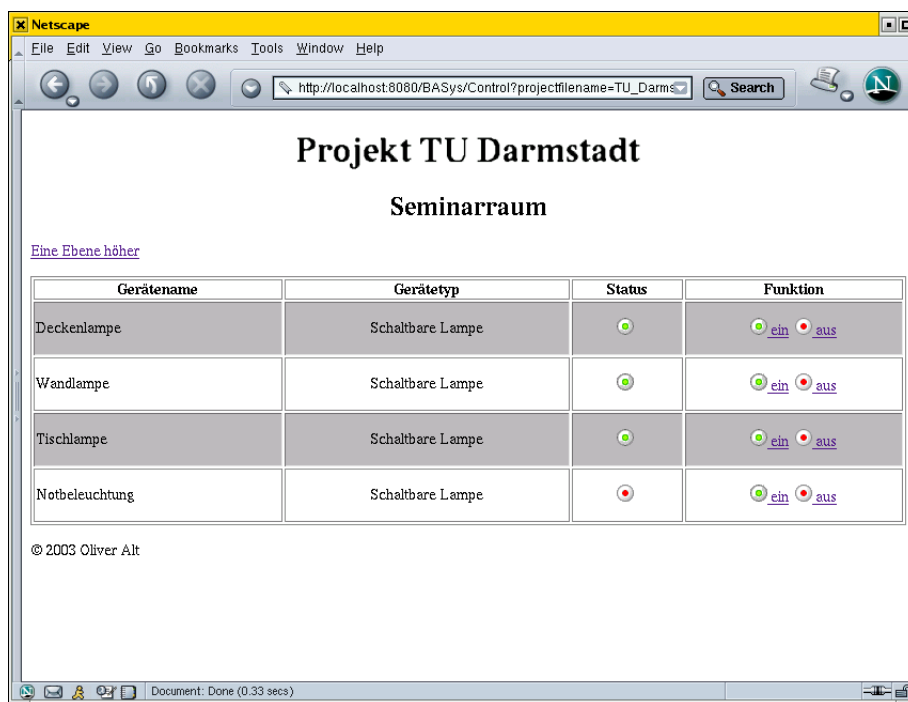 Netscape
File Edit View Go Bookmarks Tools Window Help
http://localhost:8080/BASys/Control?projectfilename=TU_Darms Search N
Projekt TU Darmstadt
Seminarraum
Eine Ebene höher
Gerätename Gerätetyp Status Funktion
Deckenlampe Schaltbare Lampe ein aus
Wandlampe Schaltbare Lampe ein aus
Tischlampe Schaltbare Lampe ein aus
Notbeleuchtung Schaltbare Lampe ein aus
© 2003 Oliver Alt
Document: Done (0.33 secs)